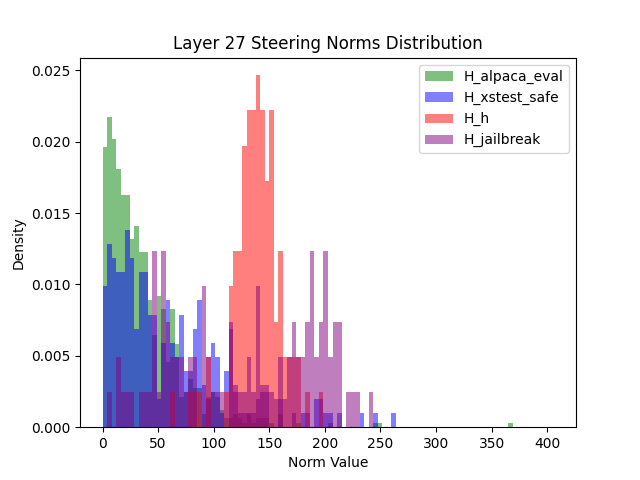 Layer 27 Steering Norms Distribution
H_alpaca_eval
H_xstest_safe
H_h
H_jailbreak
0.025
0.020
0.015
0.010
0.005
0.000
Density
0 50 100 150 200 250 300 350 400
Norm Value